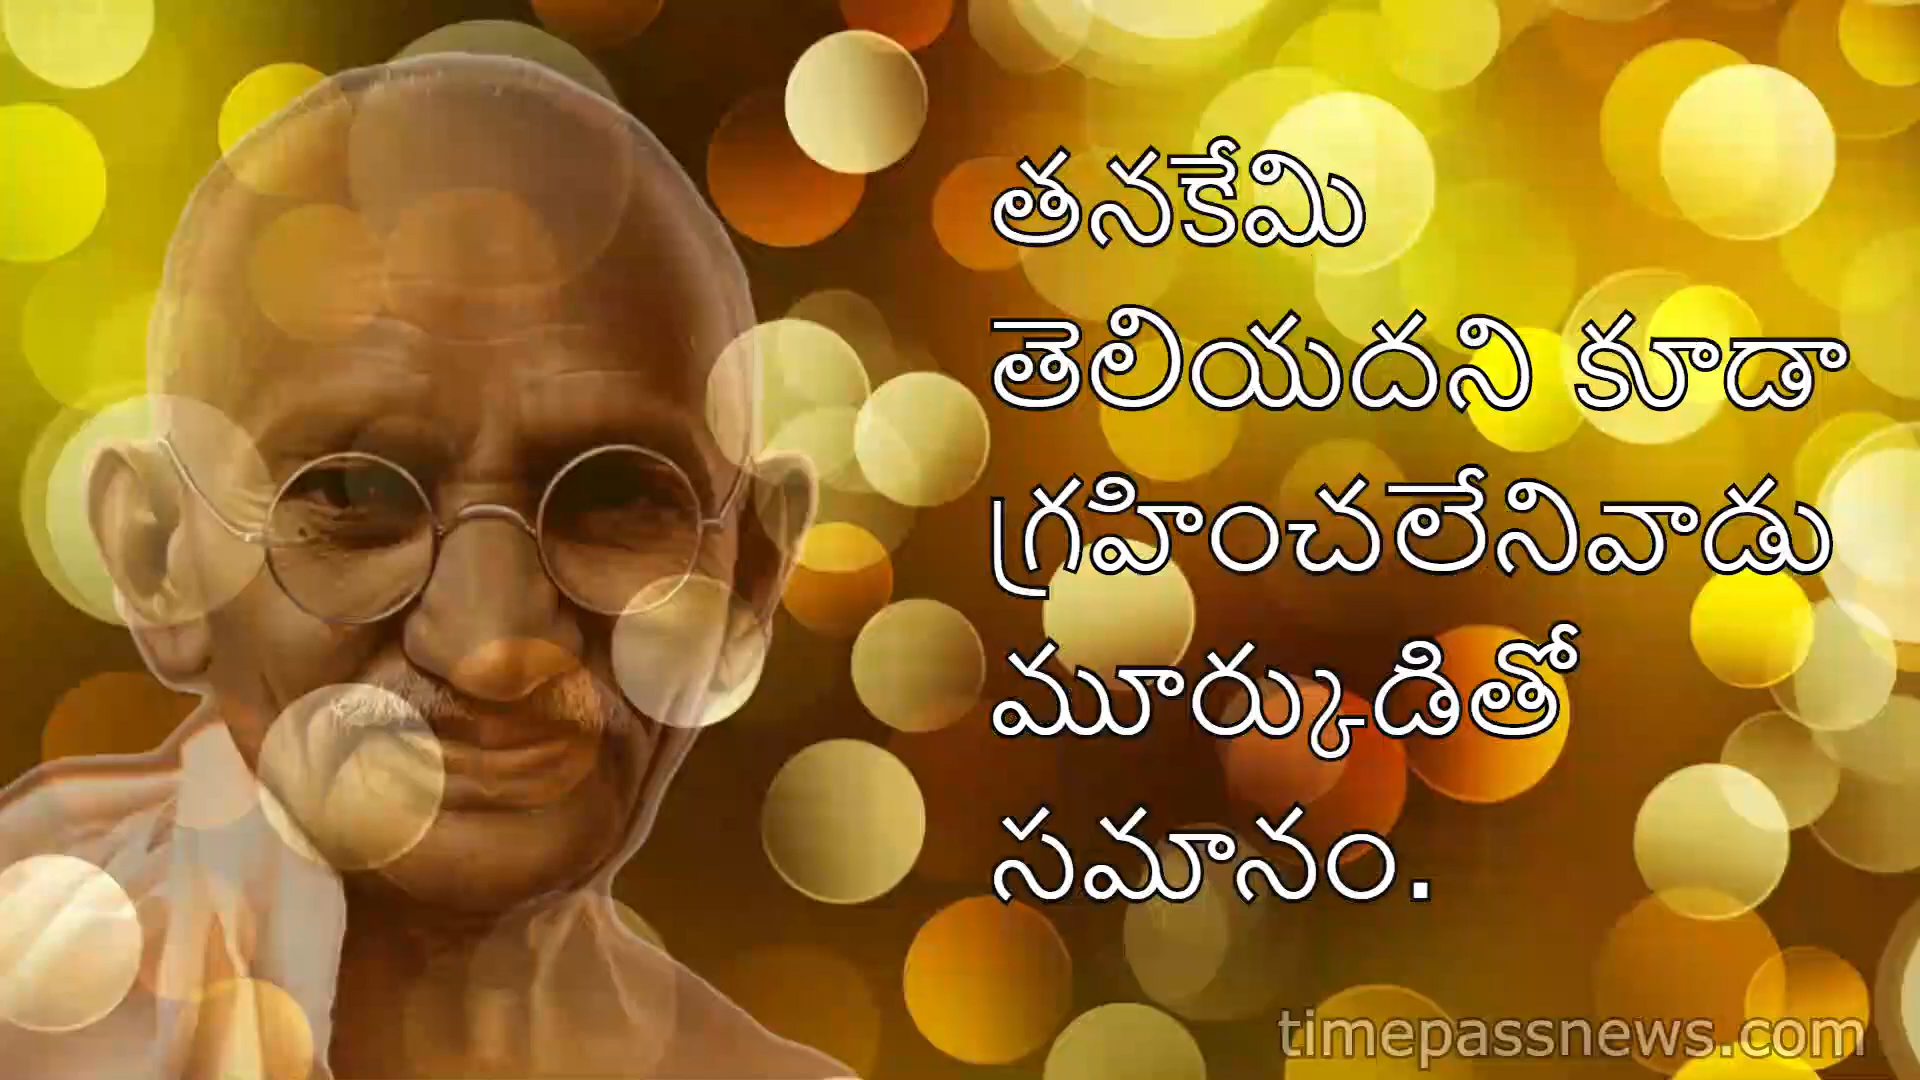 తనకేమి
తెలియదని కూడా
గ్రహించలేనివాడు
మూర్కుడితో
సమానం.
timepassnews.com